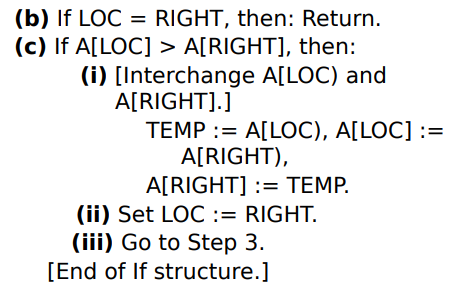 (b) If LOC = RIGHT, then: Return.
(c) If A[LOC] > A[RIGHT], then:
(i) [Interchange A[LOC) and
A[RIGHT].]
TEMP := A[LOC), A[LOC] :=
A[RIGHT),
A[RIGHT] := TEMP.
(ii) Set LOC := RIGHT.
(iii) Go to Step 3.
[End of If structure.]